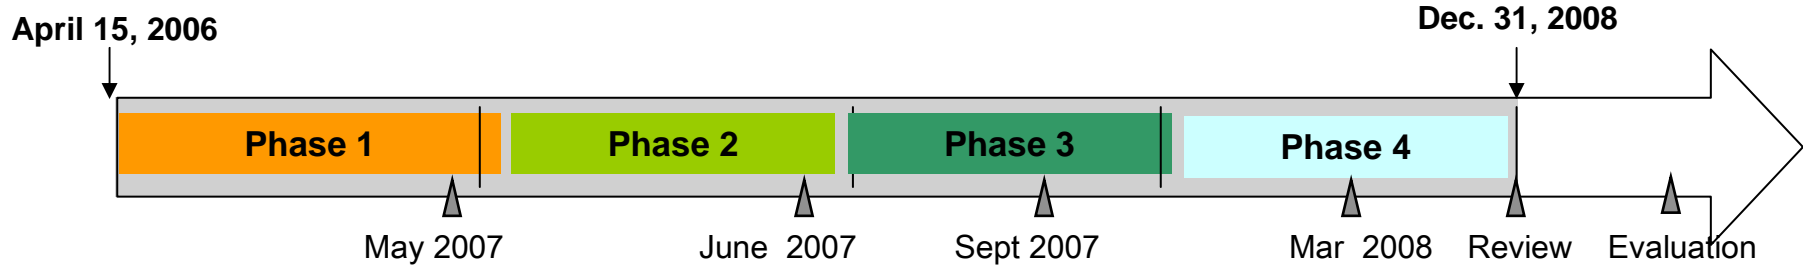 April 15, 2006
Dec. 31, 2008
Phase 1
Phase 2
Phase 3
Phase 4
May 2007
June 2007
Sept 2007
Mar 2008
Review
Evaluation